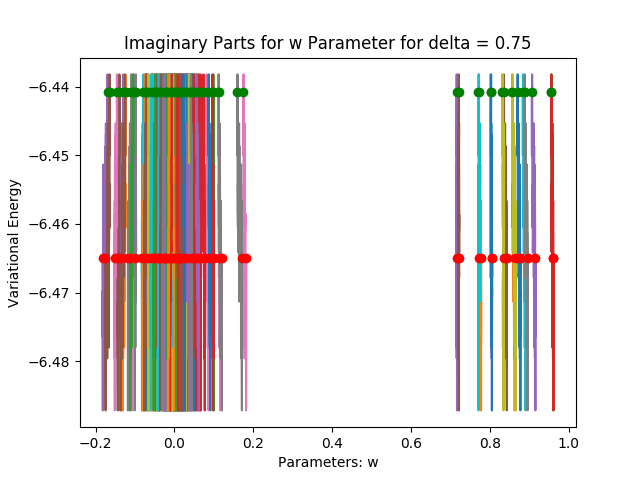 Imaginary Parts for w Parameter for delta = 0.75
Variational Energy
−6.44
−6.45
−6.46
−6.47
−6.48
−0.2 0.0 0.2 0.4 0.6 0.8 1.0
Parameters: w